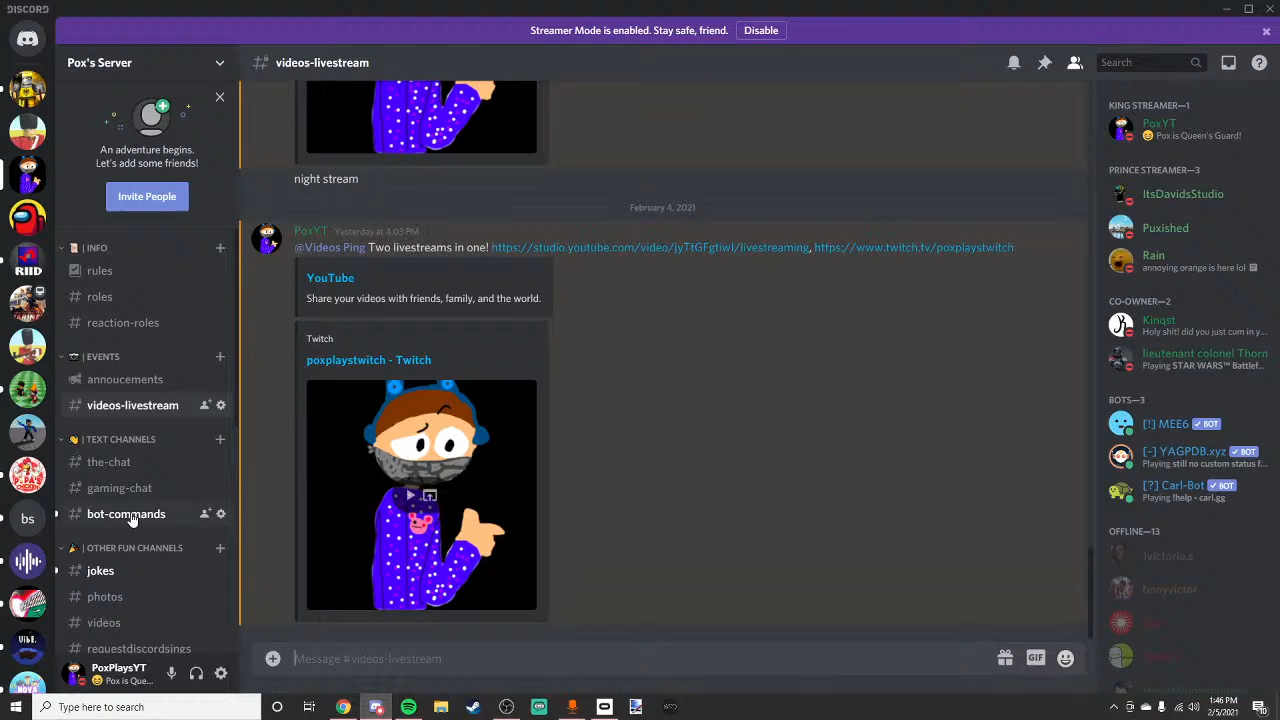 DISCORD
Streamer Mode is enabled. Stay safe, friend.
Disable
Pox's Server
videos-livestream
Search
An adventure begins.
Let's add some friends!
Invite People
| INFO
rules
roles
reaction-roles
| EVENTS
annoucements
videos-livestream
| TEXT CHANNELS
the-chat
gaming-chat
bot-commands
| OTHER FUN CHANNELS
jokes
photos
videos
requestdiscordings
PoxPlaysYT
Pox is Que...
RIID
bs
VIBE.
NOVA
night stream
February 4, 2021
PoxYT Yesterday at 4:03 PM
@Videos Ping Two livestreams in one! https://studio.youtube.com/video/jyTtGFgtiwI/livestreaming, https://www.twitch.tv/poxplaystwitch
YouTube
Share your videos with friends, family, and the world.
Twitch
poxplaystwitch - Twitch
Message #videos-livestream
GIF
KING STREAMER—1
PoxYT
Pox is Queen's Guard!
PRINCE STREAMER—3
ItsDavidsStudio
Puxished
Rain
annoying orange is here lol
CO-OWNER—2
Kinqst
Holy shit! did you just cum in y...
lieutenant colonel Thorn
Playing STAR WARS™ Battlef...
BOTS—3
[!] MEE6 ✓ BOT
[-] YAGPDB.xyz ✓ BOT
Playing still no custom status f...
[?] Carl-Bot ✓ BOT
Playing !help - carl.gg
OFFLINE—13
Type here to search
1:46 PM
2/5/2021